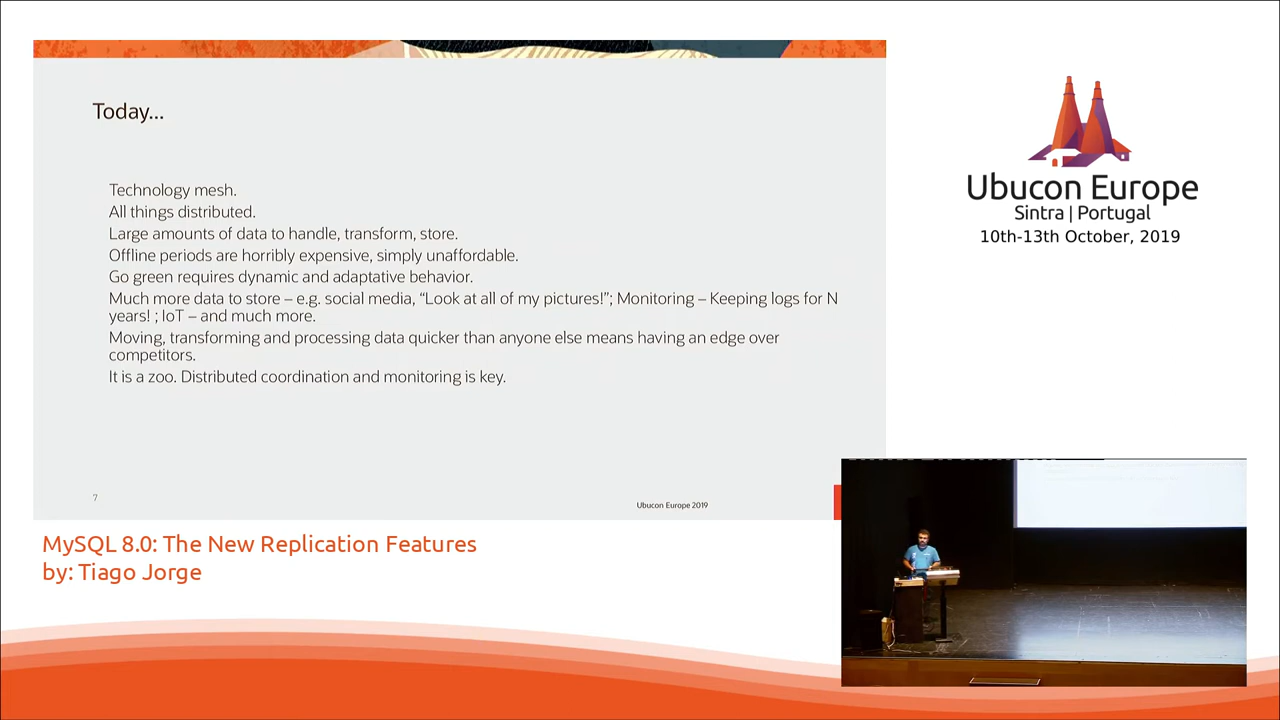 Today...
Technology mesh.
All things distributed.
Large amounts of data to handle, transform, store.
Offline periods are horribly expensive, simply unaffordable.
Go green requires dynamic and adaptative behavior.
Much more data to store – e.g. social media, “Look at all of my pictures!”; Monitoring – Keeping logs for N
years! ; IoT – and much more.
Moving, transforming and processing data quicker than anyone else means having an edge over
competitors.
It is a zoo. Distributed coordination and monitoring is key.
7
Ubucon Europe 2019
Ubucon Europe
Sintra | Portugal
10th-13th October, 2019
MySQL 8.0: The New Replication Features
by: Tiago Jorge